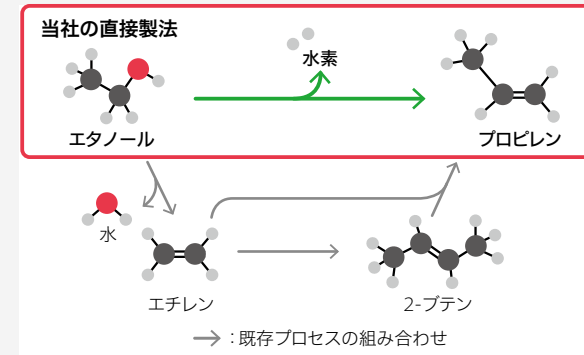 当社の直接製法
水素
エタノール
プロピレン
水
エチレン
2-ブテン
→：既存プロセスの組み合わせ